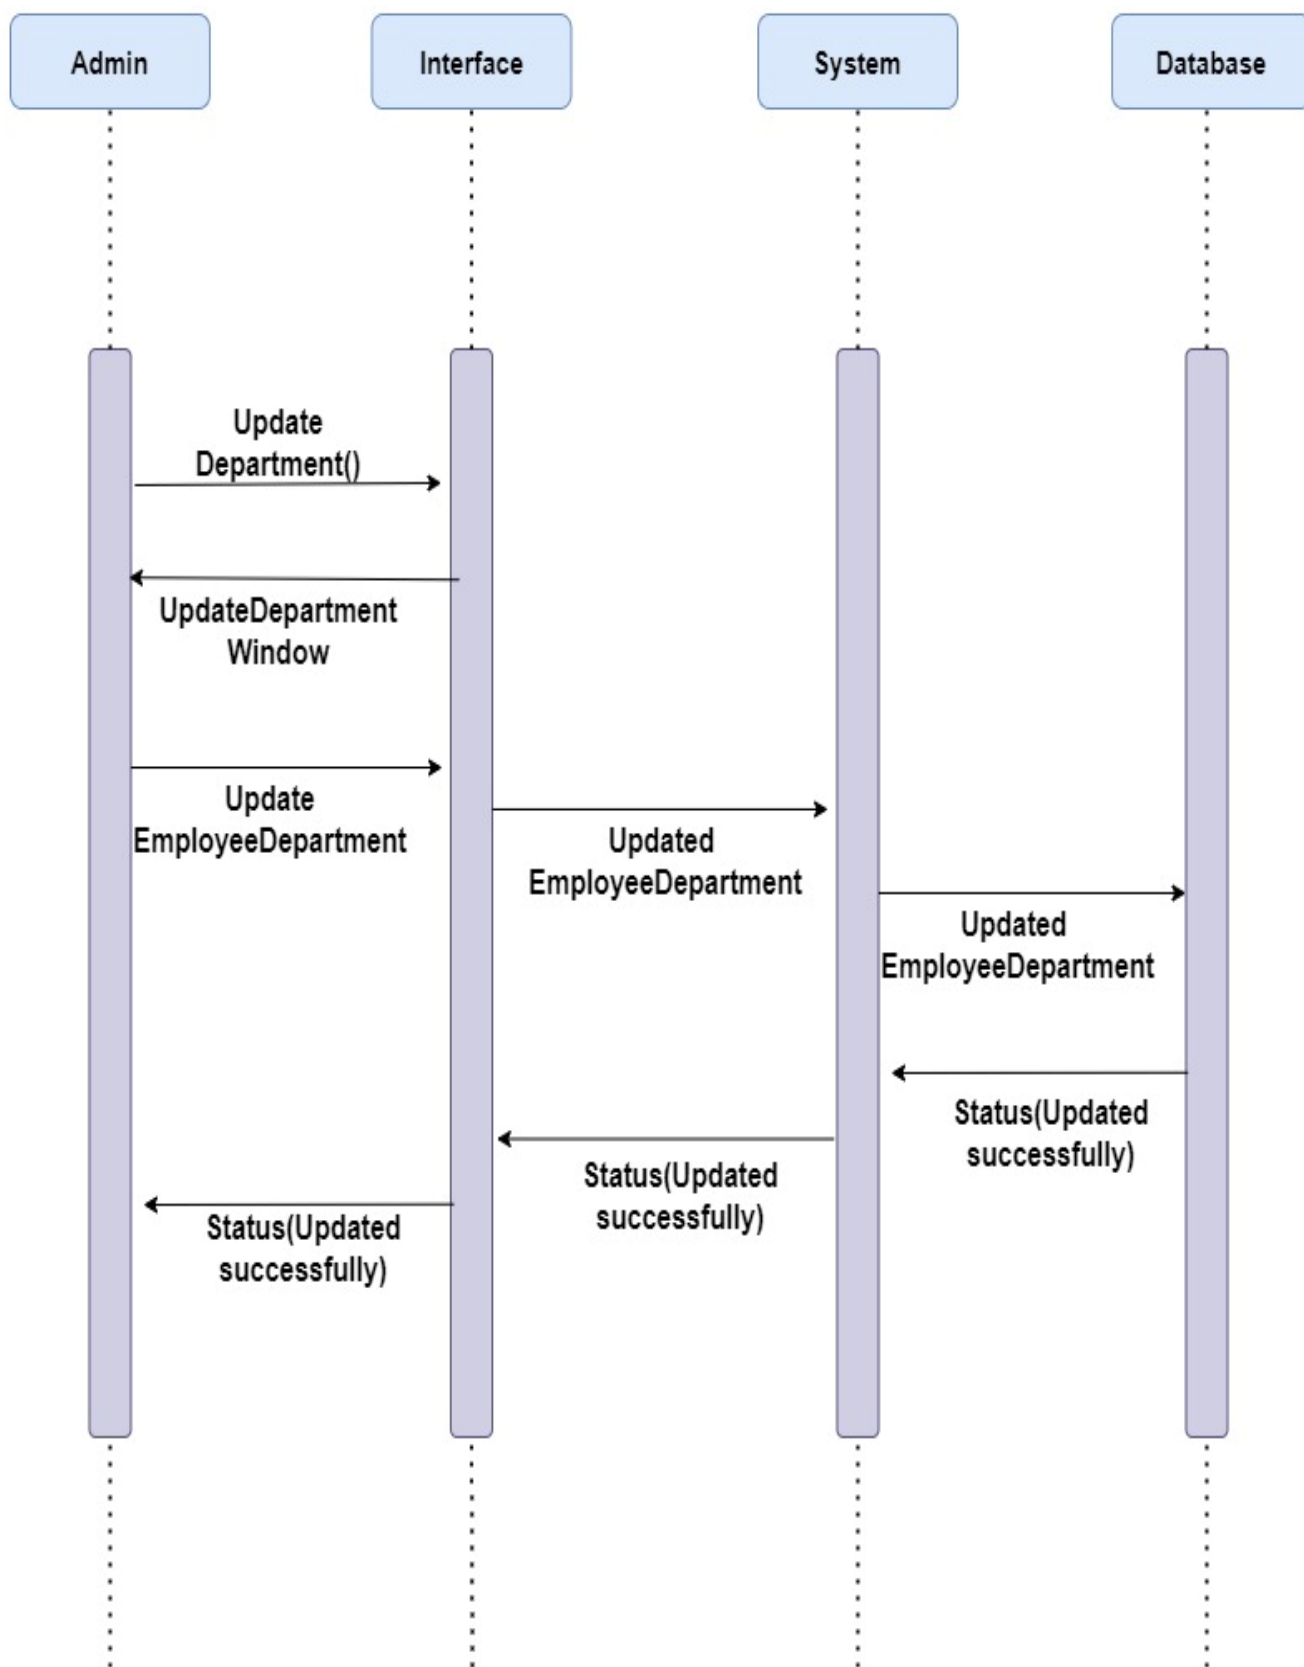 Admin
Interface
System
Database
Update
Department()
UpdateDepartment
Window
Update
EmployeeDepartment
Updated
EmployeeDepartment
Updated
EmployeeDepartment
Status(Updated
successfully)
Status(Updated
successfully)
Status(Updated
successfully)